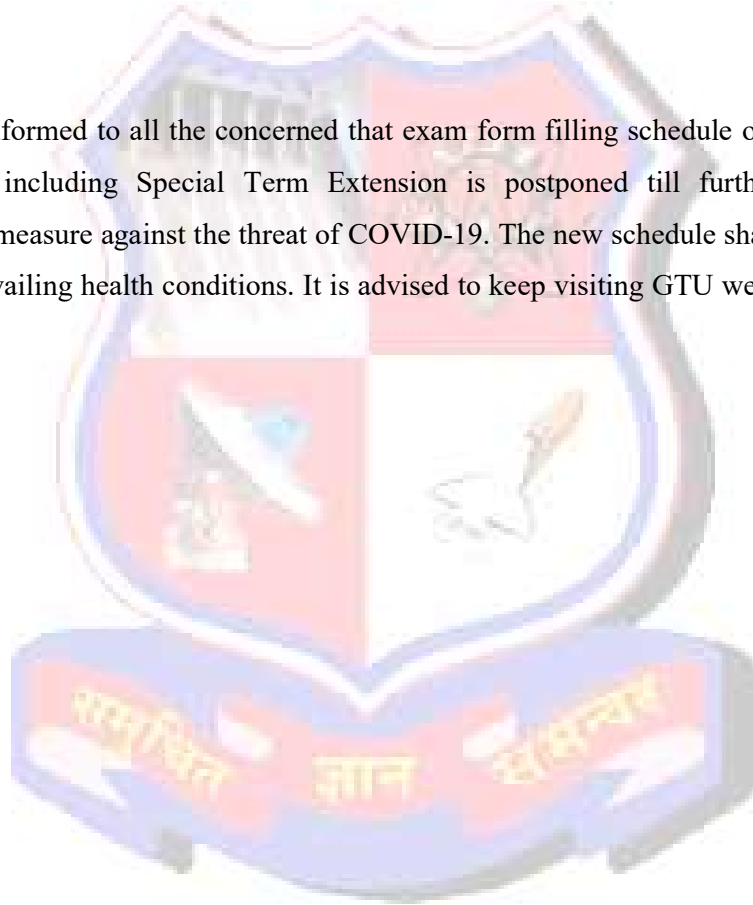 formed to all the concerned that exam form filling schedule o
including Special Term Extension is postponed till furth
measure against the threat of COVID-19. The new schedule sha
vailing health conditions. It is advised to keep visiting GTU we
समुचित ज्ञान समन्वय